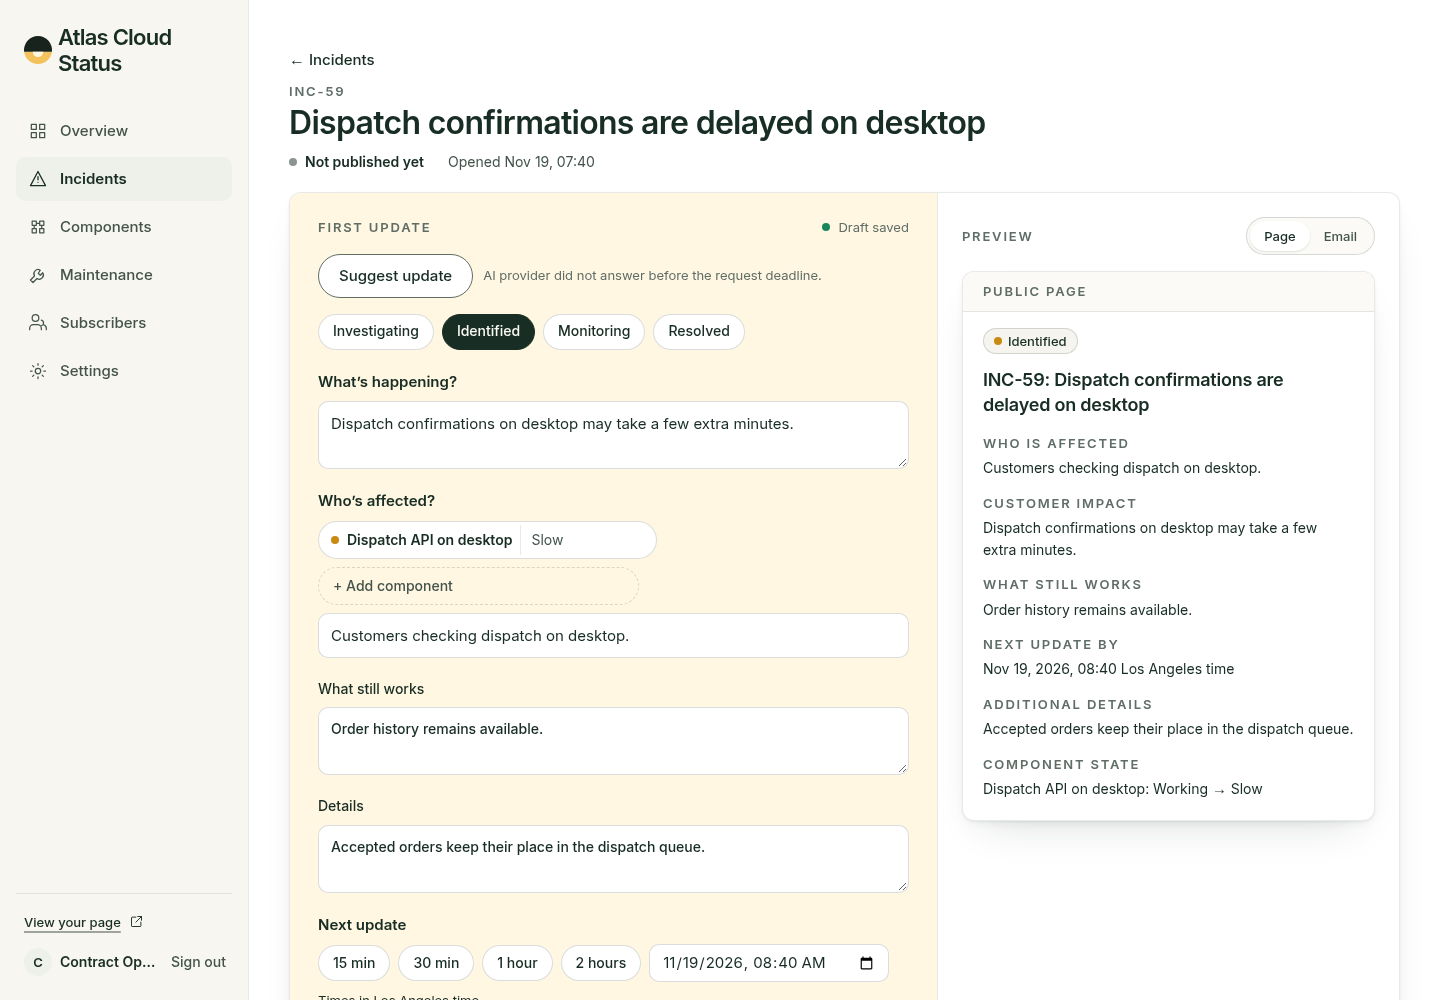 Atlas Cloud
Status
Overview
Incidents
Components
Maintenance
Subscribers
Settings
View your page
C Contract Op... Sign out
← Incidents
INC-59
Dispatch confirmations are delayed on desktop
Not published yet Opened Nov 19, 07:40
FIRST UPDATE Draft saved
Suggest update AI provider did not answer before the request deadline.
Investigating Identified Monitoring Resolved
What's happening?
Dispatch confirmations on desktop may take a few extra minutes.
Who's affected?
Dispatch API on desktop Slow
+ Add component
Customers checking dispatch on desktop.
What still works
Order history remains available.
Details
Accepted orders keep their place in the dispatch queue.
Next update
15 min 30 min 1 hour 2 hours 11/19/2026, 08:40 AM
Times in Los Angeles time
PREVIEW Page Email
PUBLIC PAGE
Identified
INC-59: Dispatch confirmations are
delayed on desktop
WHO IS AFFECTED
Customers checking dispatch on desktop.
CUSTOMER IMPACT
Dispatch confirmations on desktop may take a few
extra minutes.
WHAT STILL WORKS
Order history remains available.
NEXT UPDATE BY
Nov 19, 2026, 08:40 Los Angeles time
ADDITIONAL DETAILS
Accepted orders keep their place in the dispatch queue.
COMPONENT STATE
Dispatch API on desktop: Working → Slow